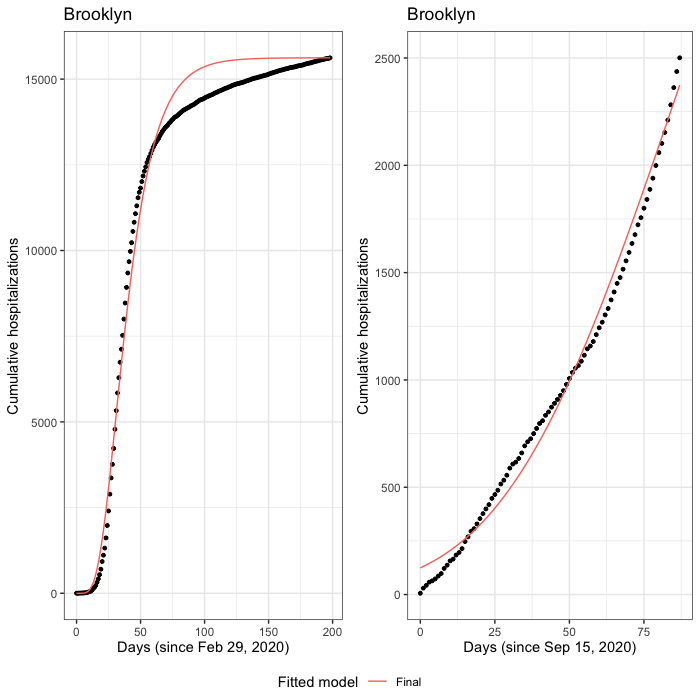 Brooklyn
Cumulative hospitalizations
15000
10000
5000
0
0 50 100 150 200
Days (since Feb 29, 2020)
Brooklyn
Cumulative hospitalizations
2500
2000
1500
1000
500
0
0 25 50 75
Days (since Sep 15, 2020)
Fitted model Final